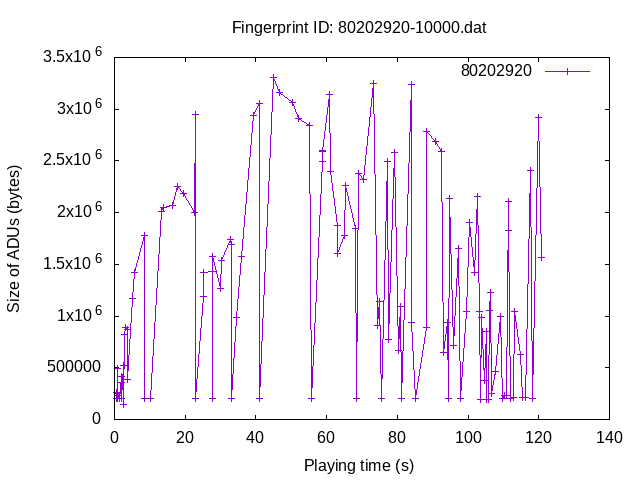 Fingerprint ID: 80202920-10000.dat
80202920
Size of ADUs (bytes)
3.5x10^6
3x10^6
2.5x10^6
2x10^6
1.5x10^6
1x10^6
500000
0
0 20 40 60 80 100 120 140
Playing time (s)